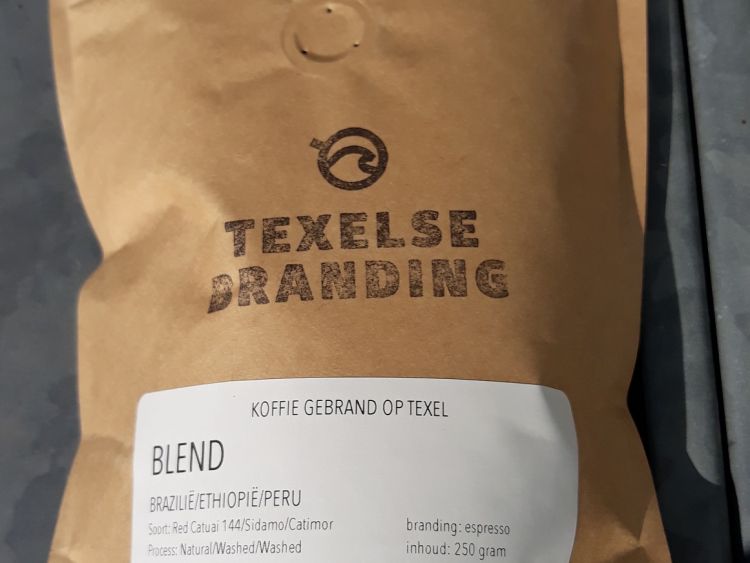 TEXELSE
BRANDING
KOFFIE GEBRAND OP TEXEL
BLEND
BRAZILIË/ETHIOPIË/PERU
Soort: Red Catuai 144/Sidamo/Catimor
branding: espresso
Process: Natural/Washed/Washed
inhoud: 250 gram